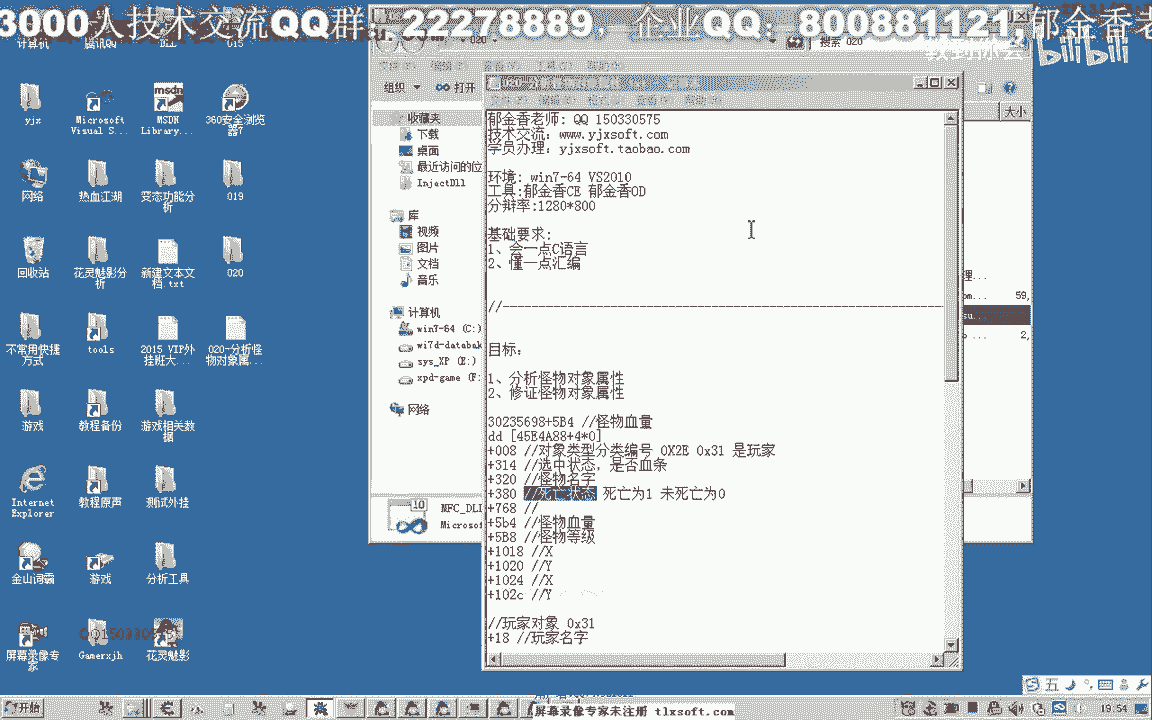 3000人技术交流QQ群：22278889，企业QQ：800881121,郁金香老
bilibili
计算机
腾讯QQ
DLL
015
020
搜索 020
yjx
Microsoft Visual S...
MSDN Library...
360安全浏览器7
网络
热血江湖
变态功能分析
019
回收站
花灵魅影分析
新建文本文档.txt
020
不常用快捷方式
tools
2015 VIP外挂班大...
020-分析怪物对象属...
游戏
教程备份
游戏相关数据
Internet Explorer
教程原声
测试外挂
金山词霸
游戏
分析工具
屏幕录像专家
Gamerxjh
花灵魅影
QQ150330575
组织
打开
大小
收藏夹
下载
桌面
最近访问的位
InjectDll
库
视频
图片
文档
音乐
计算机
win7-64 (C:)
wi7d-databak
sys_XP (E:)
xpd-game (F:
网络
MFC_DLL
Microsof
理...
om... 59,
su...
o ... 2,
郁金香老师: QQ 150330575
技术交流: www.yjxsoft.com
学员办理: yjxsoft.taobao.com
环境: win7-64 VS2010
工具:郁金香CE 郁金香OD
分辩率:1280*800
基础要求:
1、会一点C语言
2、懂一点汇编
//----------------------------------------
目标:
1、分析怪物对象属性
2、修证怪物对象属性
30235698+5B4 //怪物血量
dd [45E4A88+4*0]
+008 //对象类型分类编号 0X2E 0x31 是玩家
+314 //选中状态，是否血条
+320 //怪物名字
+380 //死亡状态 死亡为1 未死亡为0
+768 //
+5b4 //怪物血量
+5B8 //怪物等级
+1018 //X
+1020 //Y
+1024 //X
+102c //Y
//玩家对象 0x31
+18 //玩家名字
五
开始
屏幕录像专家未注册 tlxsoft.com
19:54